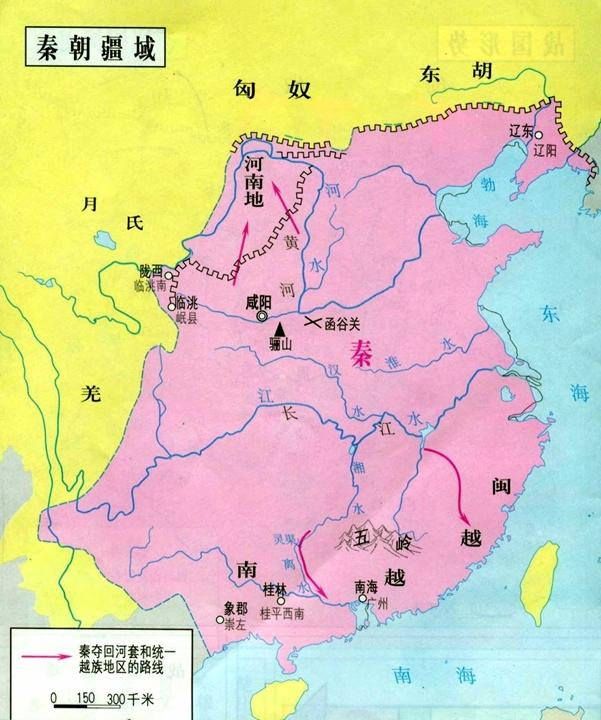 秦朝疆域
战国形势
匈 奴
东 胡
辽东
辽阳
河南地
河
水
渤
海
月 氏
黄
河
陇西
临洮南
临洮
岷县
咸阳
函谷关
骊山
秦
淮 水
东
海
羌
汉
水
江
长
江
水
湘
水
闽
越
五 岭
灵渠
离
水
南
越
桂林
桂平西南
南海
广州
象郡
崇左
南 海
秦夺回河套和统一
越族地区的路线
0 150 300千米